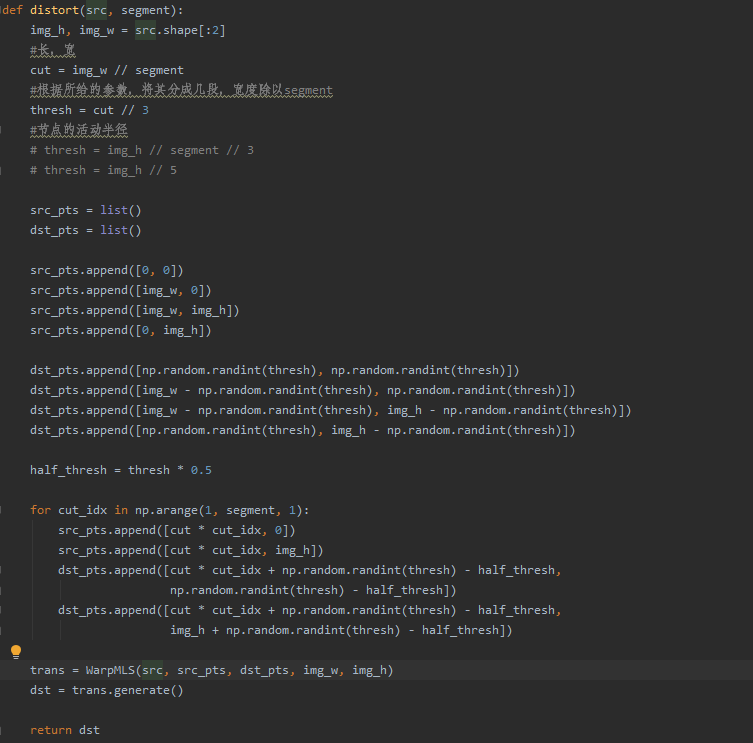 def distort(src, segment):
    img_h, img_w = src.shape[:2]
    #长，宽
    cut = img_w // segment
    #根据所给的参数，将其分成几段，宽度除以segment
    thresh = cut // 3
    #节点的活动半径
    # thresh = img_h // segment // 3
    # thresh = img_h // 5

    src_pts = list()
    dst_pts = list()

    src_pts.append([0, 0])
    src_pts.append([img_w, 0])
    src_pts.append([img_w, img_h])
    src_pts.append([0, img_h])

    dst_pts.append([np.random.randint(thresh), np.random.randint(thresh)])
    dst_pts.append([img_w - np.random.randint(thresh), np.random.randint(thresh)])
    dst_pts.append([img_w - np.random.randint(thresh), img_h - np.random.randint(thresh)])
    dst_pts.append([np.random.randint(thresh), img_h - np.random.randint(thresh)])

    half_thresh = thresh * 0.5

    for cut_idx in np.arange(1, segment, 1):
        src_pts.append([cut * cut_idx, 0])
        src_pts.append([cut * cut_idx, img_h])
        dst_pts.append([cut * cut_idx + np.random.randint(thresh) - half_thresh,
                        np.random.randint(thresh) - half_thresh])
        dst_pts.append([cut * cut_idx + np.random.randint(thresh) - half_thresh,
                        img_h + np.random.randint(thresh) - half_thresh])

    trans = WarpMLS(src, src_pts, dst_pts, img_w, img_h)
    dst = trans.generate()

    return dst